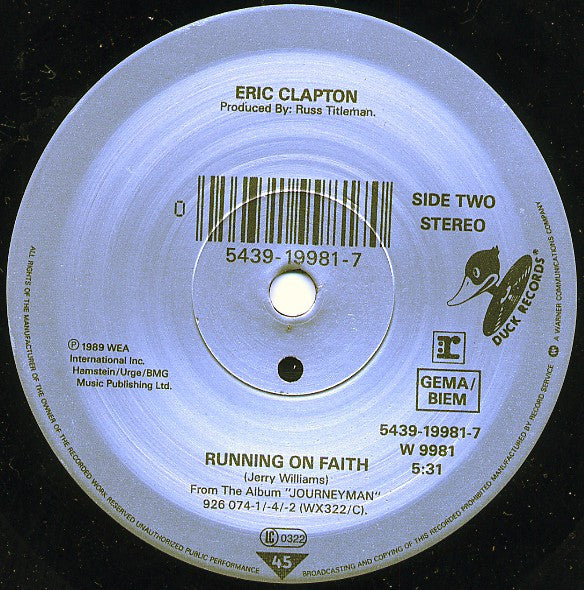 ERIC CLAPTON
Produced By: Russ Titleman.
0
5439-19981-7
SIDE TWO
STEREO
DUCK RECORDS®
℗ 1989 WEA
International Inc.
Hamstein/Urge/BMG
Music Publishing Ltd.
r
GEMA/
BIEM
5439-19981-7
W 9981
5:31
RUNNING ON FAITH
(Jerry Williams)
From The Album "JOURNEYMAN"
926 074-1/-4/-2 (WX322/C).
LC 0322
45
ALL RIGHTS OF THE MANUFACTURER OF THE OWNER OF THE RECORDED WORK RESERVED UNAUTHORIZED PUBLIC PERFORMANCE BROADCASTING AND COPYING OF THIS RECORD PROHIBITED MANUFACTURED BY RECORD SERVICE A WARNER COMMUNICATIONS COMPANY